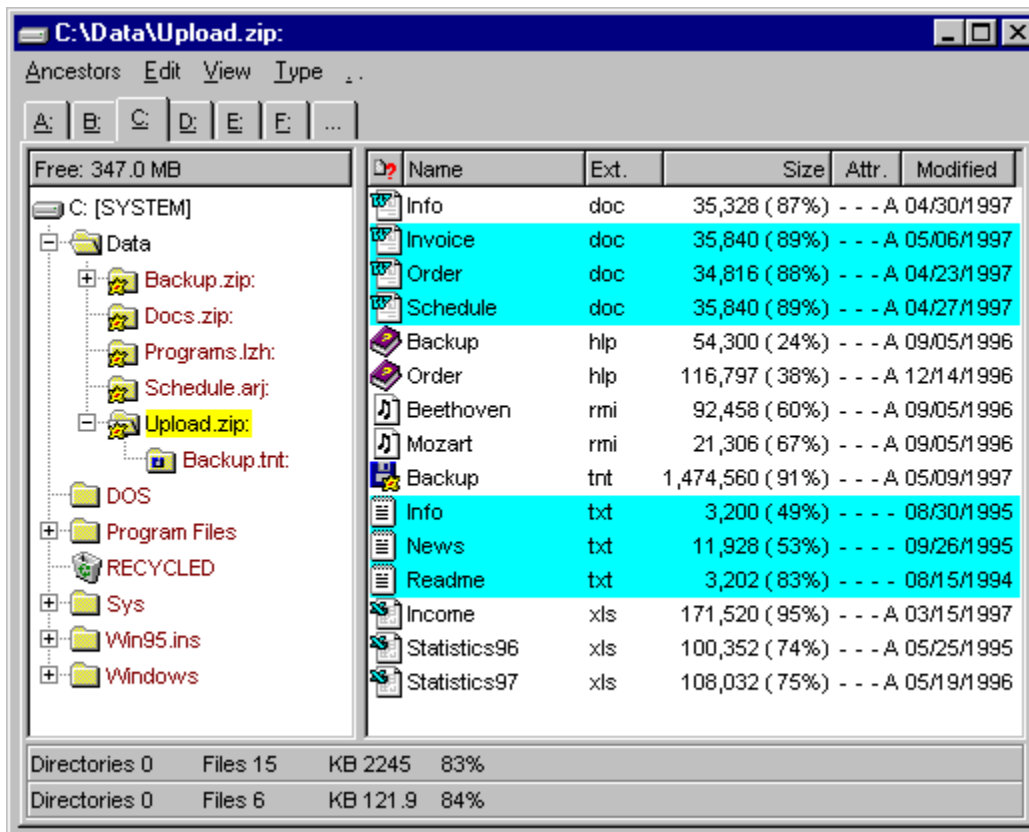 C:\Data\Upload.zip:
Ancestors Edit View Type . .
A: B: C: D: E: F: ...
Free: 347.0 MB
C: [SYSTEM]
Data
Backup.zip:
Docs.zip:
Programs.lzh:
Schedule.arj:
Upload.zip:
Backup.tnt:
DOS
Program Files
RECYCLED
Sys
Win95.ins
Windows
Name Ext. Size Attr. Modified
Info doc 35,328 ( 87%) - - - A 04/30/1997
Invoice doc 35,840 ( 89%) - - - A 05/06/1997
Order doc 34,816 ( 88%) - - - A 04/23/1997
Schedule doc 35,840 ( 89%) - - - A 04/27/1997
Backup hlp 54,300 ( 24%) - - - A 09/05/1996
Order hlp 116,797 ( 38%) - - - A 12/14/1996
Beethoven rmi 92,458 ( 60%) - - - A 09/05/1996
Mozart rmi 21,306 ( 67%) - - - A 09/05/1996
Backup tnt 1,474,560 ( 91%) - - - A 05/09/1997
Info txt 3,200 ( 49%) - - - - 08/30/1995
News txt 11,928 ( 53%) - - - - 09/26/1995
Readme txt 3,202 ( 83%) - - - - 08/15/1994
Income xls 171,520 ( 95%) - - - A 03/15/1997
Statistics96 xls 100,352 ( 74%) - - - A 05/25/1995
Statistics97 xls 108,032 ( 75%) - - - A 05/19/1996
Directories 0 Files 15 KB 2245 83%
Directories 0 Files 6 KB 121.9 84%